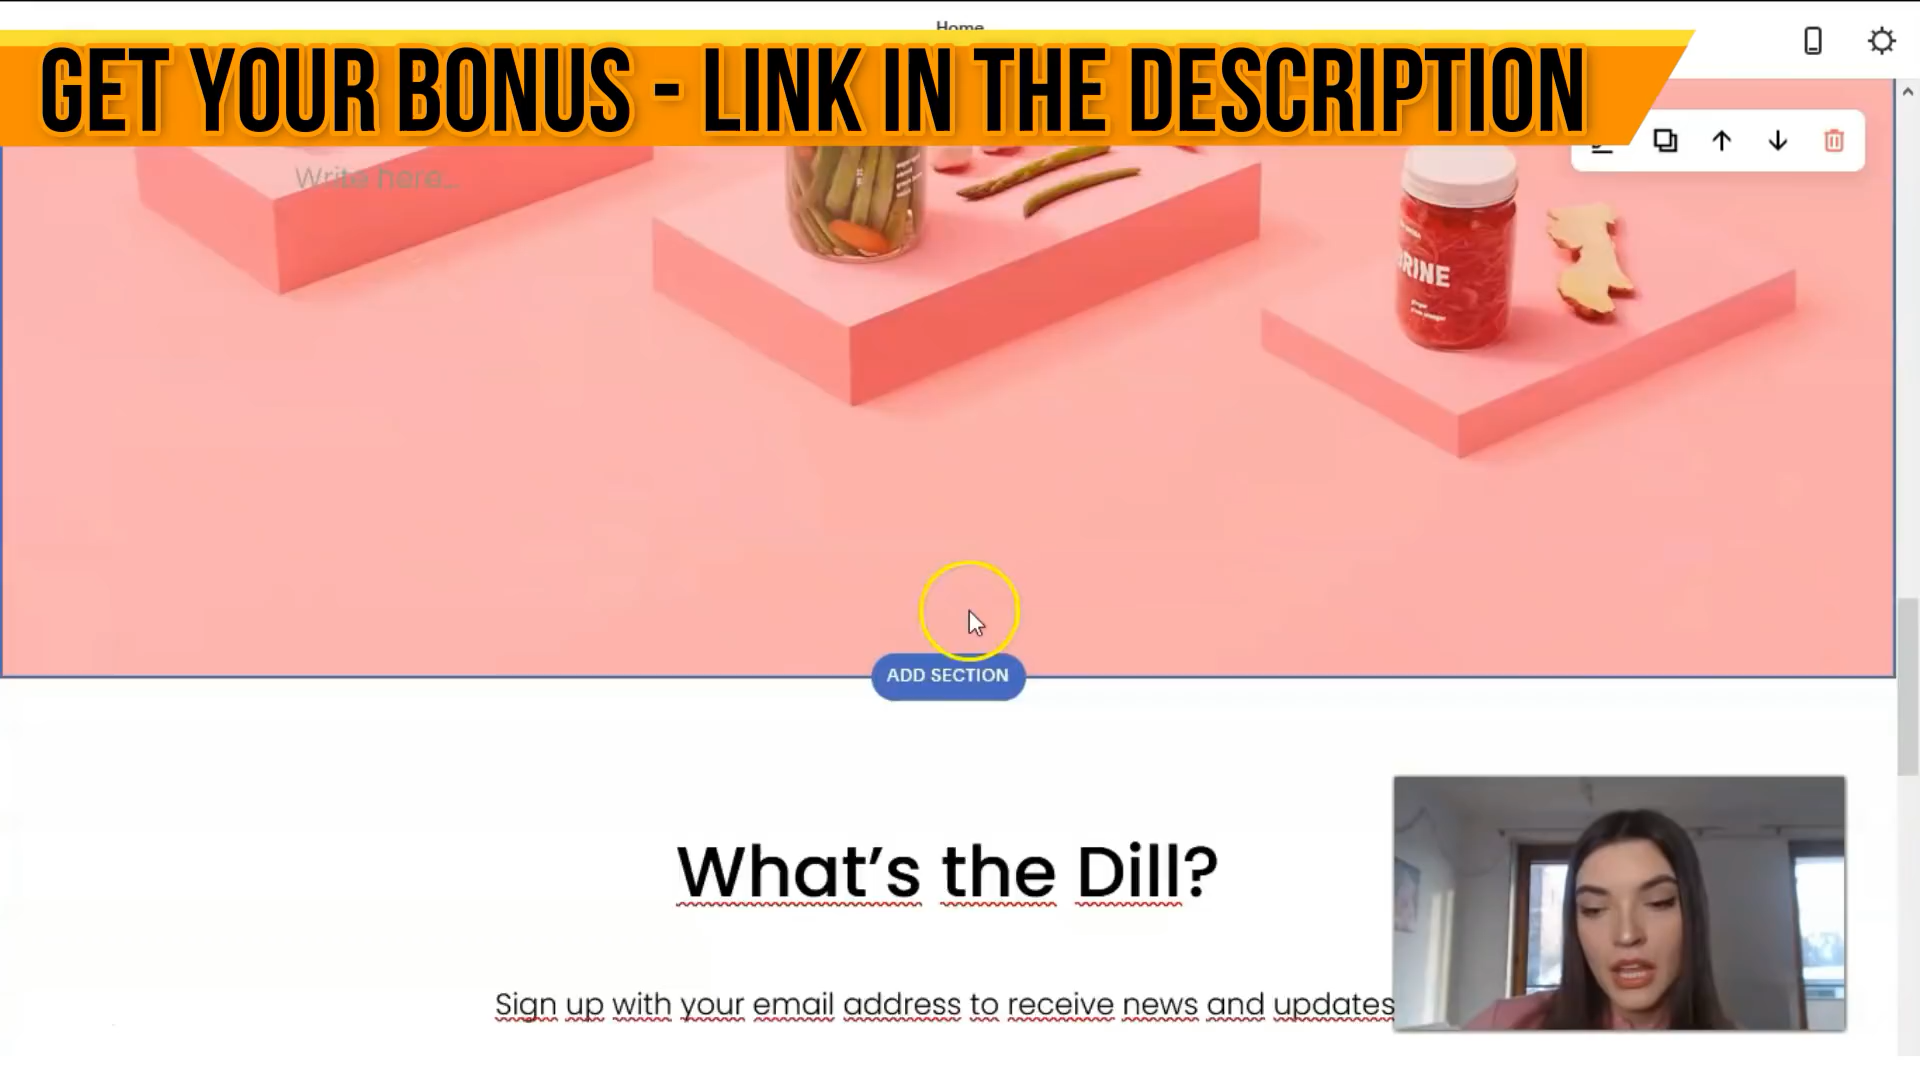 Home
GET YOUR BONUS - LINK IN THE DESCRIPTION
Write here...
ADD SECTION
What's the Dill?
Sign up with your email address to receive news and updates